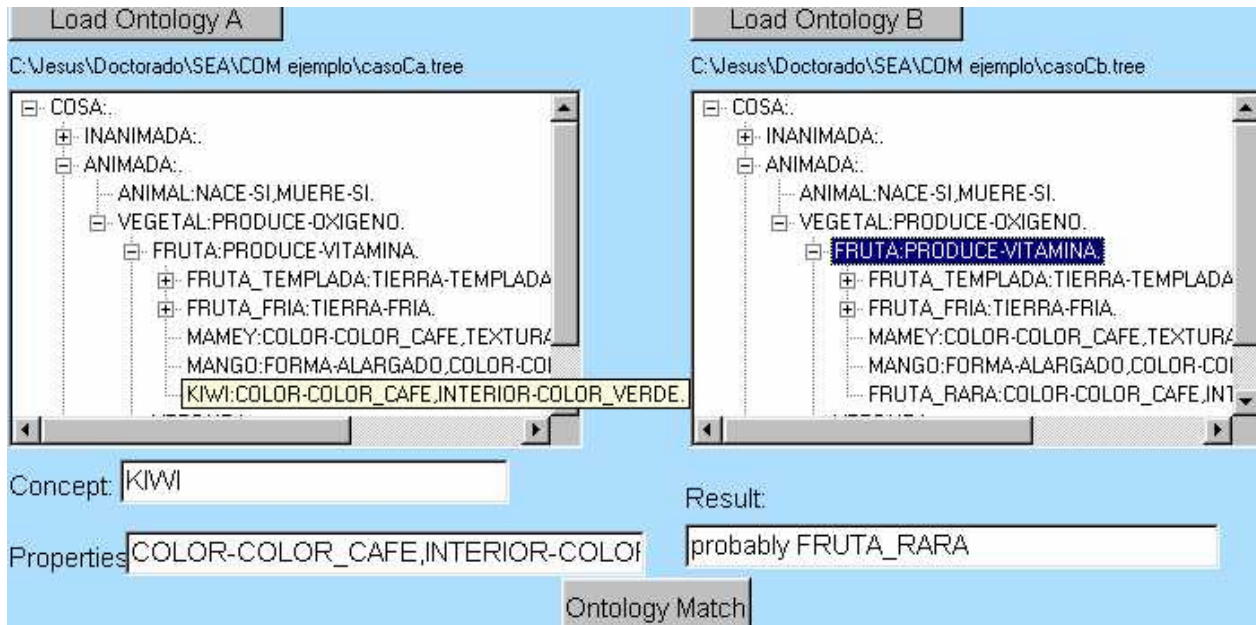 Load Ontology A
C:\Jesus\Doctorado\SEA\COM ejemplo\casoCa.tree
COSA:.
INANIMADA:.
ANIMADA:.
ANIMAL:NACE-SI,MUERE-SI.
VEGETAL:PRODUCE-OXIGENO.
FRUTA:PRODUCE-VITAMINA.
FRUTA_TEMPLADA:TIERRA-TEMPLADA
FRUTA_FRIA:TIERRA-FRIA.
MAMEY:COLOR-COLOR_CAFE,TEXTURA
MANGO:FORMA-ALARGADO,COLOR-COL
KIWI:COLOR-COLOR_CAFE,INTERIOR-COLOR_VERDE.
Concept: KIWI
Properties COLOR-COLOR_CAFE,INTERIOR-COLOR
Load Ontology B
C:\Jesus\Doctorado\SEA\COM ejemplo\casoCb.tree
COSA:.
INANIMADA:.
ANIMADA:.
ANIMAL:NACE-SI,MUERE-SI.
VEGETAL:PRODUCE-OXIGENO.
FRUTA:PRODUCE-VITAMINA.
FRUTA_TEMPLADA:TIERRA-TEMPLADA
FRUTA_FRIA:TIERRA-FRIA.
MAMEY:COLOR-COLOR_CAFE,TEXTURA
MANGO:FORMA-ALARGADO,COLOR-COL
FRUTA_RARA:COLOR-COLOR_CAFE,INT
Result:
probably FRUTA_RARA
Ontology Match